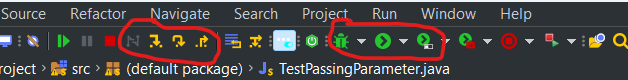 Source Refactor Navigate Search Project Run Window Help
roject > src > (default package) > TestPassingParameter.java